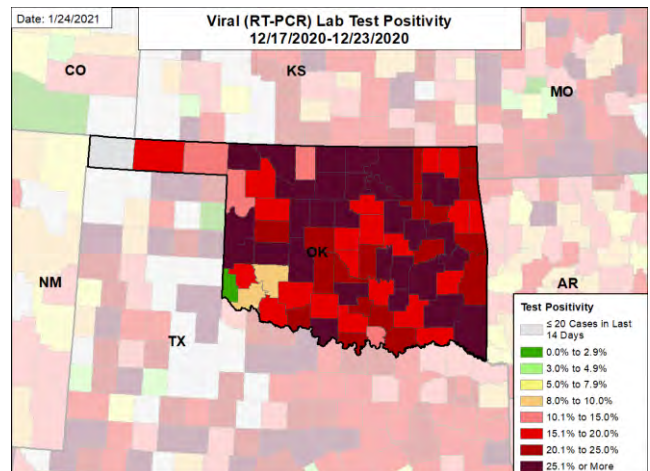 Date: 1/24/2021
Viral (RT-PCR) Lab Test Positivity
12/17/2020-12/23/2020
CO
KS
MO
OK
NM
AR
TX
Test Positivity
≤ 20 Cases in Last
14 Days
0.0% to 2.9%
3.0% to 4.9%
5.0% to 7.9%
8.0% to 10.0%
10.1% to 15.0%
15.1% to 20.0%
20.1% to 25.0%
25.1% or More